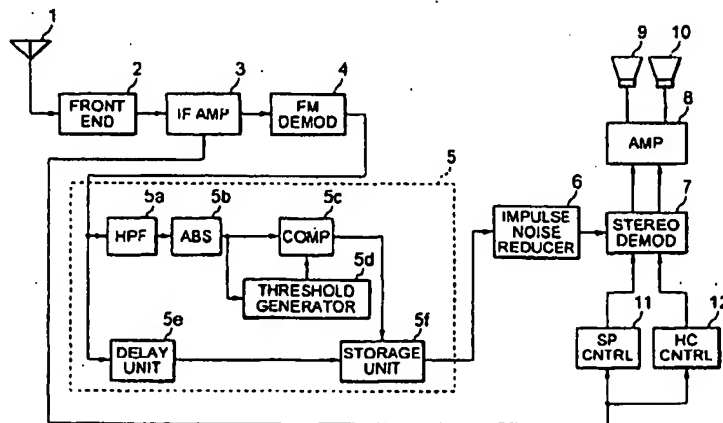 1
9
10
2
3
4
8
FRONT
END
IF AMP
FM
DEMOD
AMP
5
5a
5b
5c
6
7
HPF
ABS
COMP
IMPULSE
NOISE
REDUCER
STEREO
DEMOD
5d
THRESHOLD
GENERATOR
5e
5f
11
12
DELAY
UNIT
STORAGE
UNIT
SP
CNTRL
HC
CNTRL